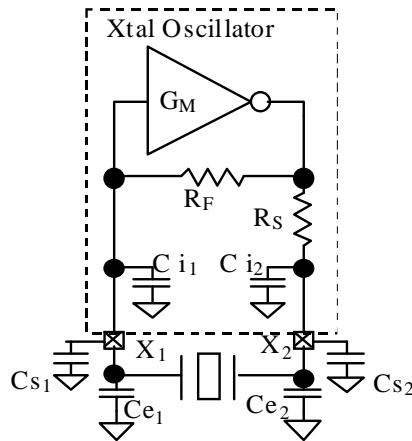 Xtal Oscillator
G_M
R_F
R_S
C i_1 C i_2
X_1 X_2
Cs_1 Cs_2
Ce_1 Ce_2